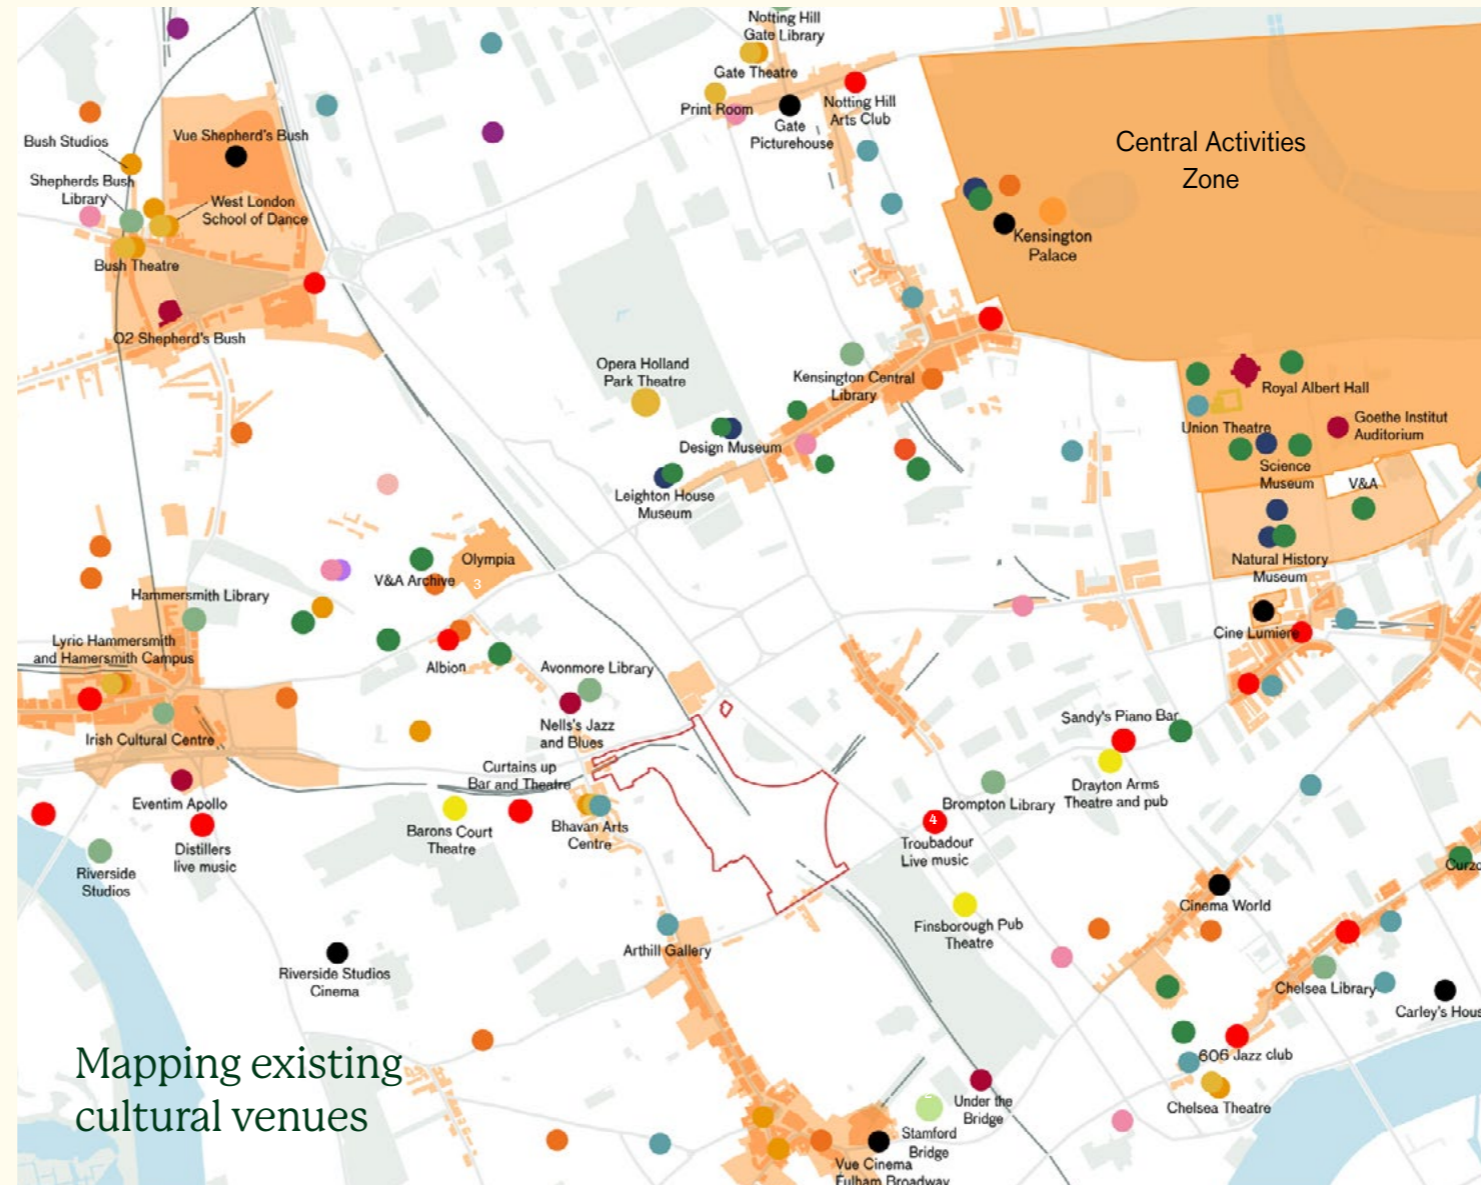 Notting Hill
Gate Library
Gate Theatre
Print Room
Gate
Picturehouse
Notting Hill
Arts Club
Central Activities
Zone
Bush Studios
Vue Shepherd's Bush
Shepherds Bush
Library
West London
School of Dance
Bush Theatre
O2 Shepherd's Bush
Kensington
Palace
Opera Holland
Park Theatre
Kensington Central
Library
Design Museum
Leighton House
Museum
Royal Albert Hall
Union Theatre
Goethe Institut
Auditorium
Science
Museum
V&A
Natural History
Museum
Olympia
3
V&A Archive
Hammersmith Library
Lyric Hammersmith
and Hamersmith Campus
Albion
Avonmore Library
Cine Lumiere
Nells's Jazz
and Blues
Irish Cultural Centre
Sandy's Piano Bar
Curtains up
Bar and Theatre
Eventim Apollo
Barons Court
Theatre
Bhavan Arts
Centre
Drayton Arms
Theatre and pub
Brompton Library
4
Troubadour
Live music
Distillers
live music
Riverside
Studios
Curzo
Cinema World
Finsborough Pub
Theatre
Arthill Gallery
Riverside Studios
Cinema
Chelsea Library
Carley's Hous
606 Jazz club
Chelsea Theatre
Under the
Bridge
Stamford
Bridge
Vue Cinema
Fulham Broadway
Mapping existing
cultural venues